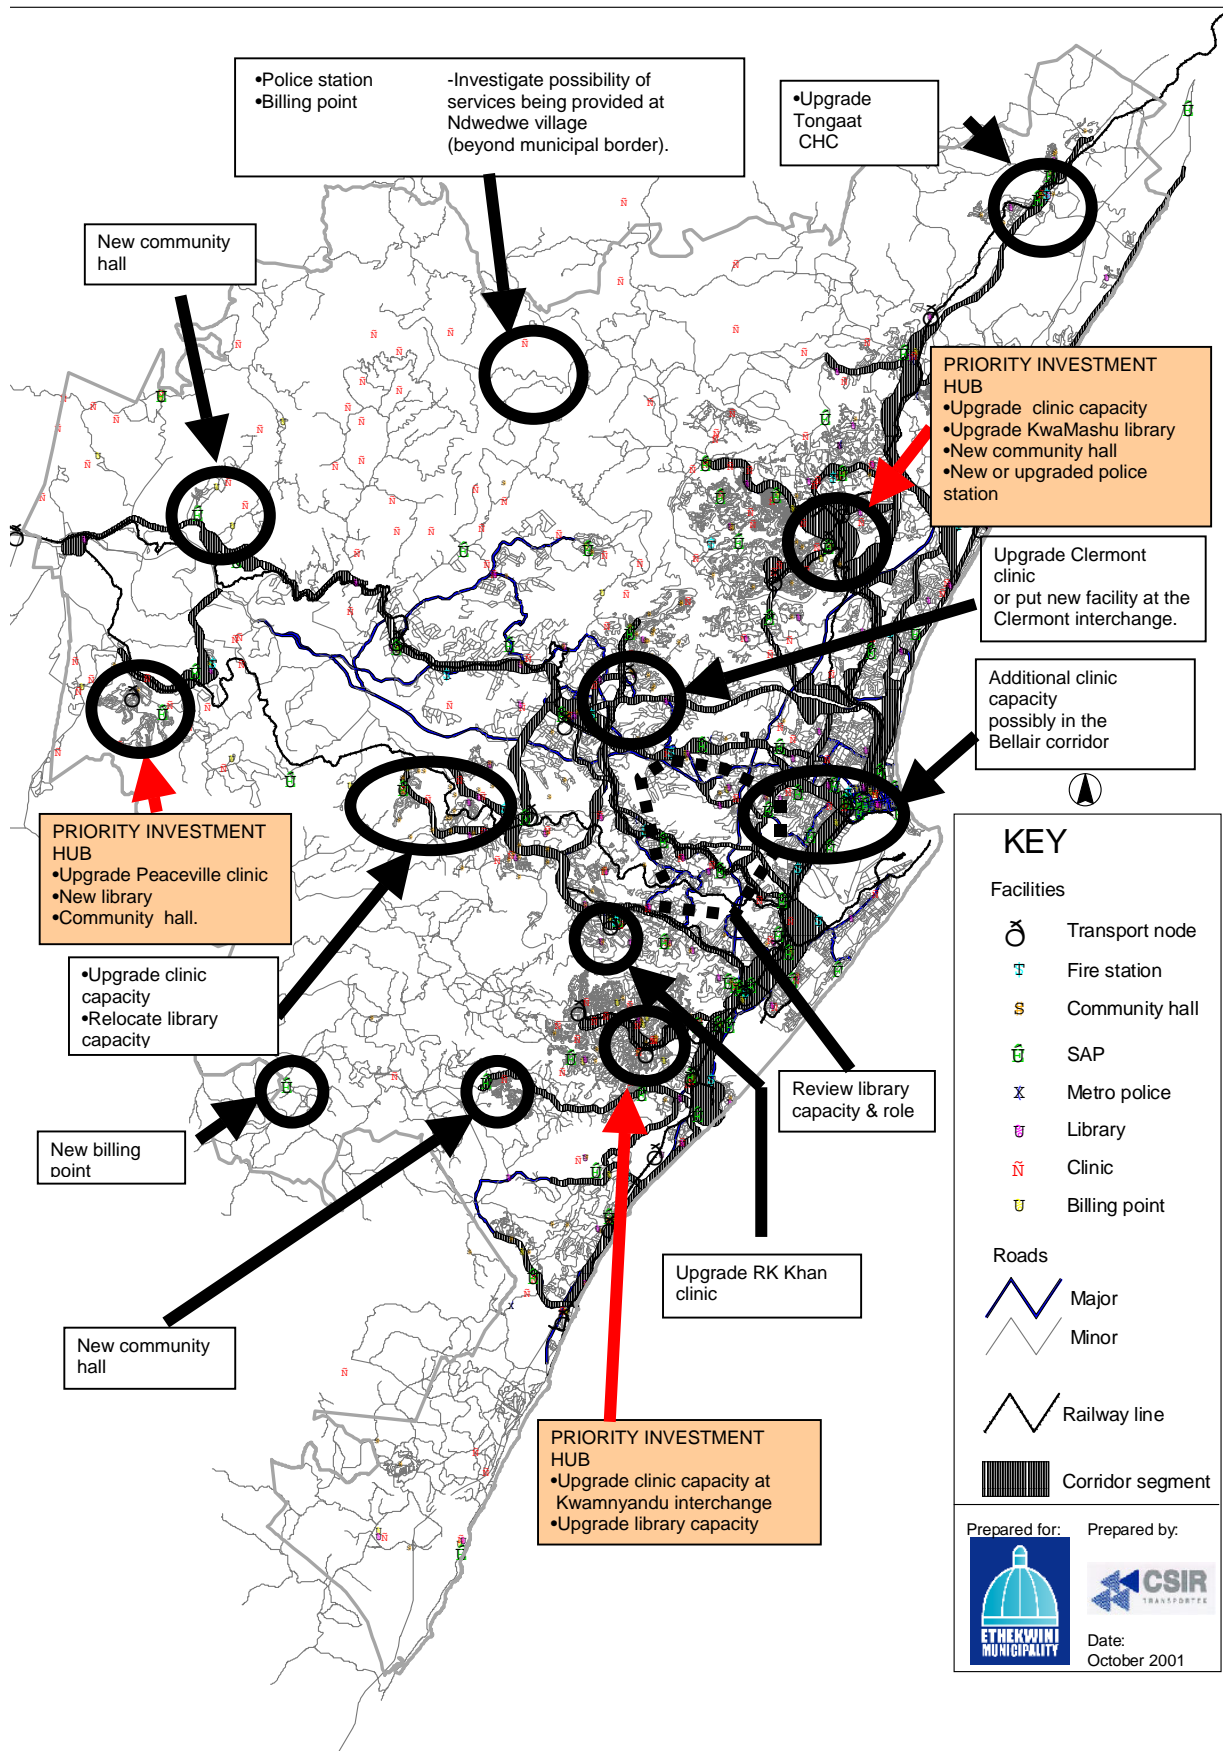 •Police station
•Billing point
-Investigate possibility of
services being provided at
Ndwedwe village
(beyond municipal border).
•Upgrade
Tongaat
CHC
New community
hall
PRIORITY INVESTMENT
HUB
•Upgrade clinic capacity
•Upgrade KwaMashu library
•New community hall
•New or upgraded police
station
Upgrade Clermont
clinic
or put new facility at the
Clermont interchange.
Additional clinic
capacity
possibly in the
Bellair corridor
PRIORITY INVESTMENT
HUB
•Upgrade Peaceville clinic
•New library
•Community hall.
•Upgrade clinic
capacity
•Relocate library
capacity
New billing
point
New community
hall
Review library
capacity & role
Upgrade RK Khan
clinic
PRIORITY INVESTMENT
HUB
•Upgrade clinic capacity at
Kwamnyandu interchange
•Upgrade library capacity
KEY
Facilities
Transport node
Fire station
Community hall
SAP
Metro police
Library
Clinic
Billing point
Roads
Major
Minor
Railway line
Corridor segment
Prepared for:
ETHEKWINI
MUNICIPALITY
Prepared by:
CSIR
TRANSPORTEK
Date:
October 2001